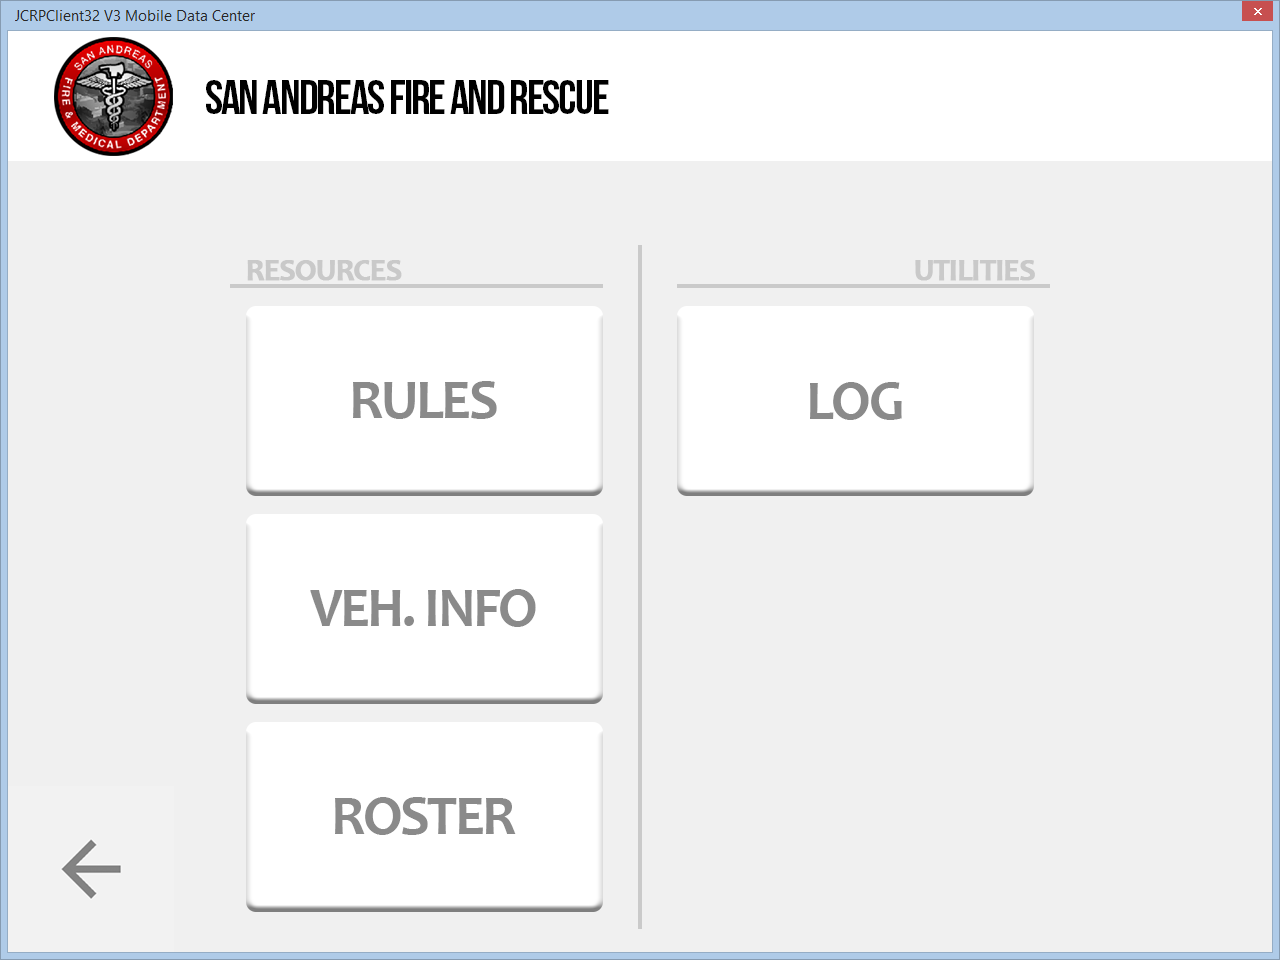 JCRPClient32 V3 Mobile Data Center
SAN ANDREAS
FIRE & MEDICAL DEPARTMENT
SAN ANDREAS FIRE AND RESCUE
RESOURCES
RULES
VEH. INFO
ROSTER
UTILITIES
LOG